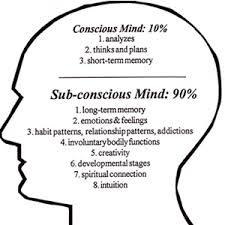 Conscious Mind: 10%
1. analyzes
2. thinks and plans
3. short-term memory
Sub-conscious Mind: 90%
1. long-term memory
2. emotions & feelings
3. habit patterns, relationship patterns, addictions
4. involuntary bodily functions
5. creativity
6. developmental stages
7. spiritual connection
8. intuition